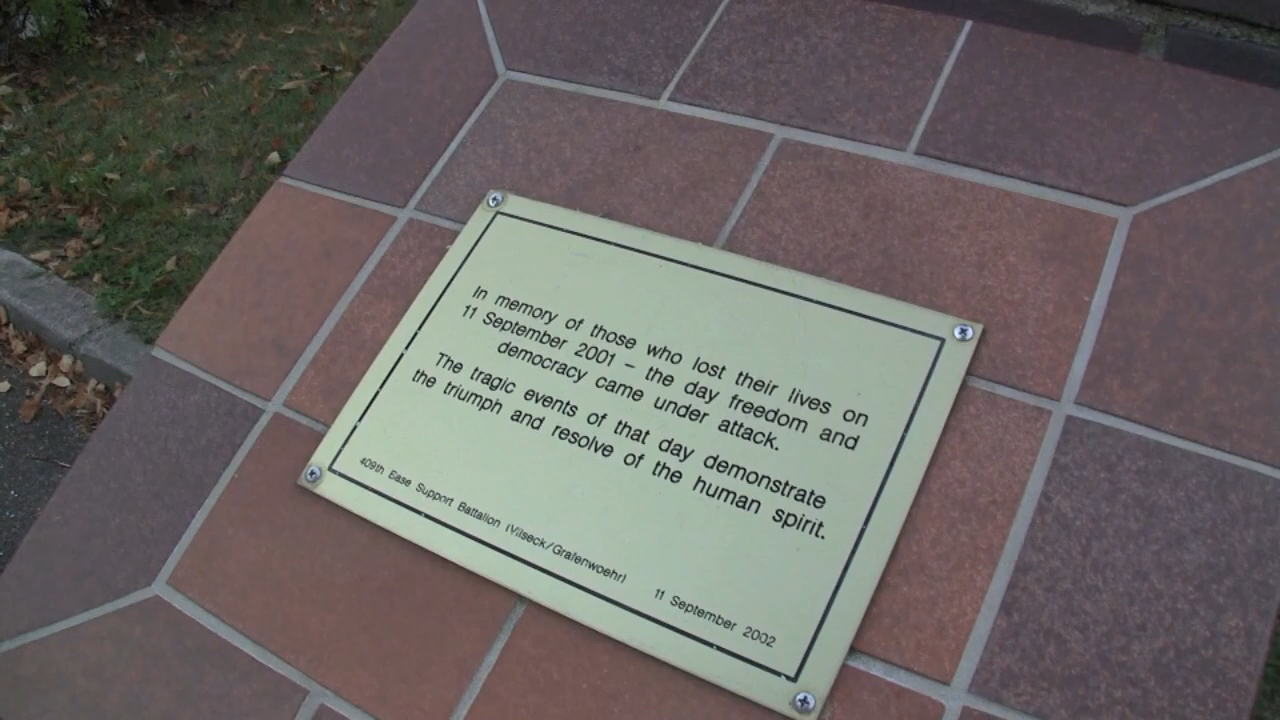 In memory of those who lost their lives on
11 September 2001 – the day freedom and
democracy came under attack.
The tragic events of that day demonstrate
the triumph and resolve of the human spirit.
409th Base Support Battalion (Vilseck/Grafenwoehr)
11 September 2002